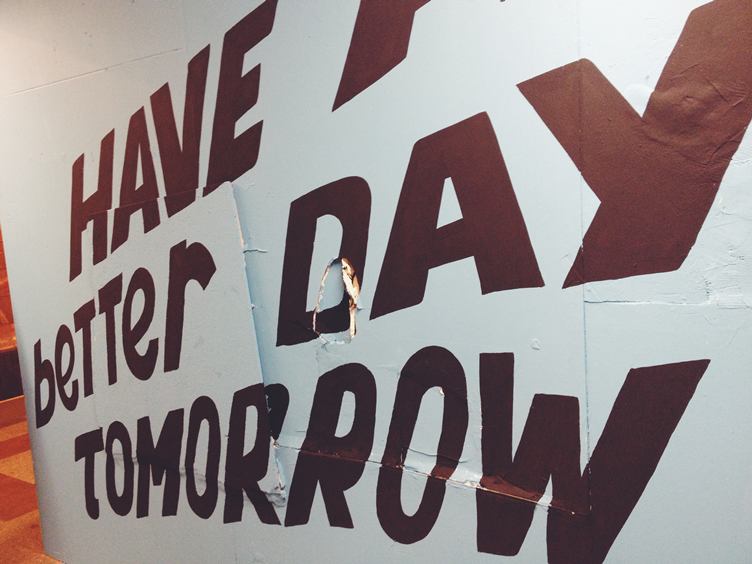 HAVE A
better DAY
TOMORROW